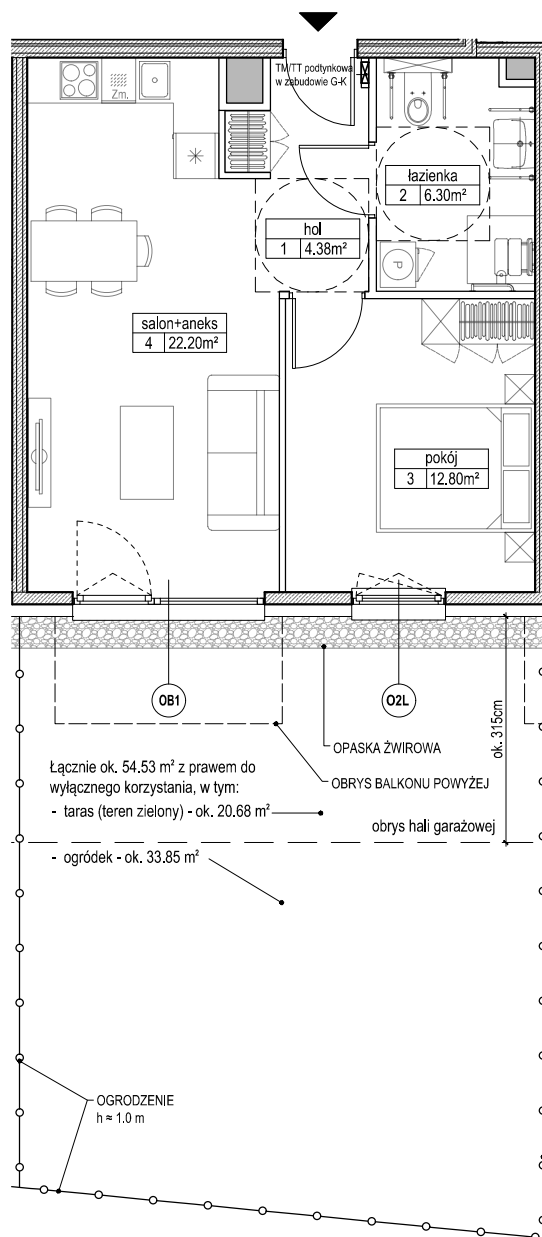 TM/TT podtynkowa
w zabudowie G-K
Zm.
łazienka
2 6.30m²
hol
1 4.38m²
P
salon+aneks
4 22.20m²
pokój
3 12.80m²
OB1
O2L
OPASKA ŻWIROWA
ok. 315cm
OBRYS BALKONU POWYŻEJ
Łącznie ok. 54.53 m² z prawem do
wyłącznego korzystania, w tym:
- taras (teren zielony) - ok. 20.68 m²
obrys hali garażowej
- ogródek - ok. 33.85 m²
OGRODZENIE
h ≈ 1.0 m